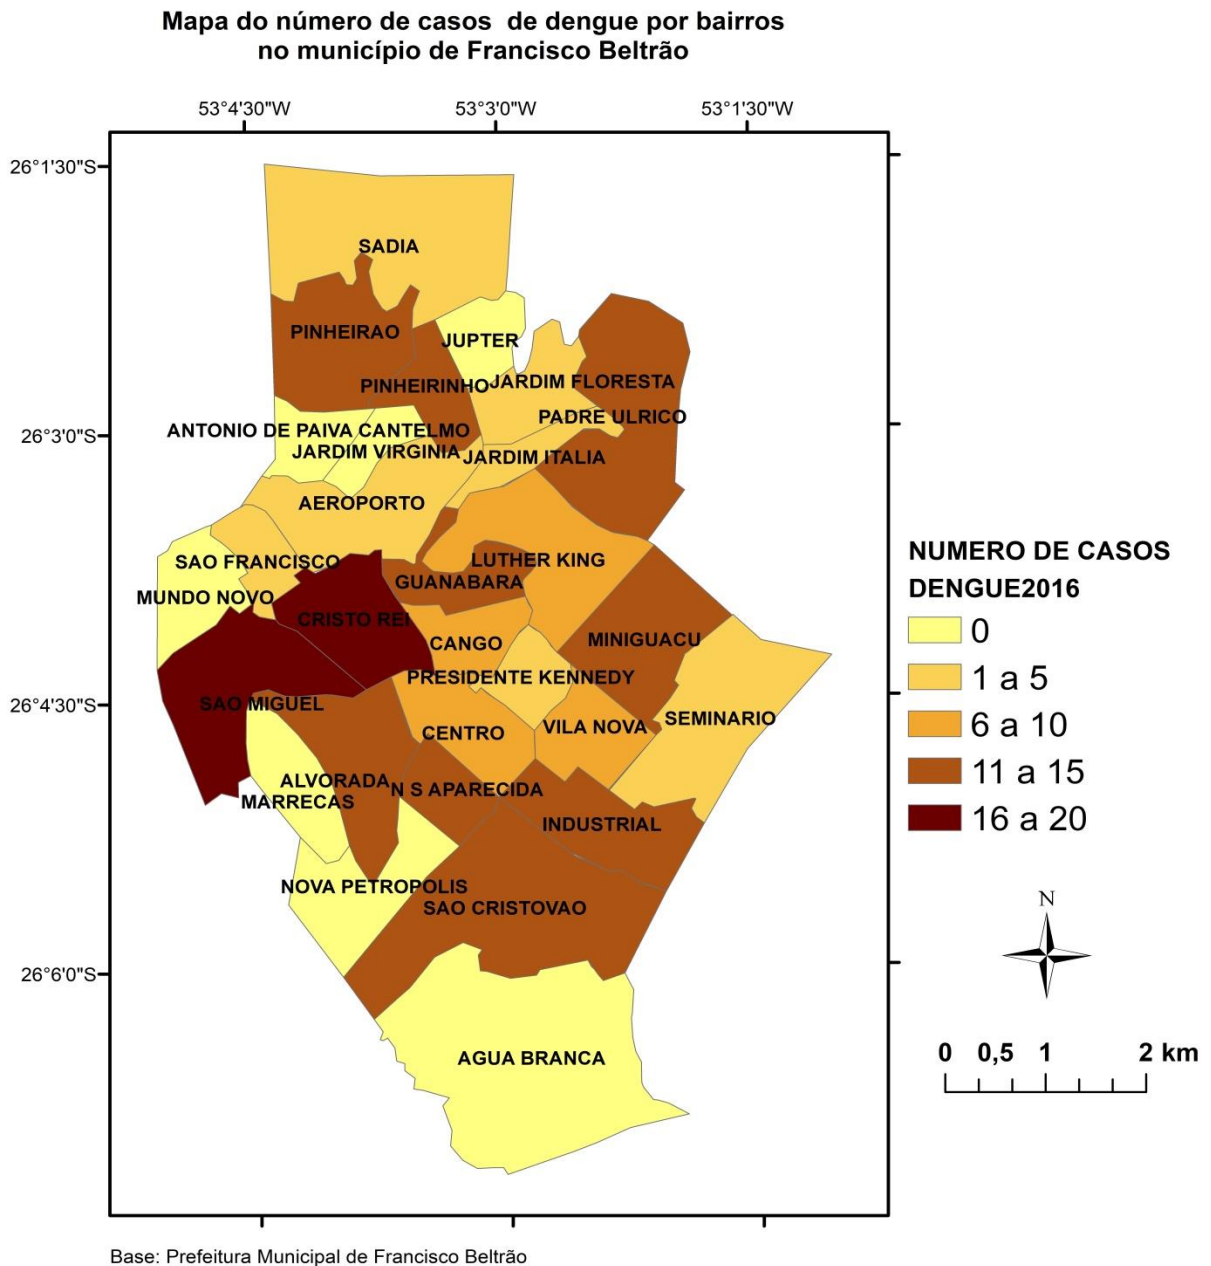 Mapa do número de casos de dengue por bairros
no município de Francisco Beltrão
53°4'30"W
53°3'0"W
53°1'30"W
26°1'30"S
26°3'0"S
26°4'30"S
26°6'0"S
SADIA
PINHEIRAO
JUPTER
PINHEIRINHO
JARDIM FLORESTA
PADRE ULRICO
ANTONIO DE PAIVA CANTELMO
JARDIM VIRGINIA
JARDIM ITALIA
AEROPORTO
SAO FRANCISCO
LUTHER KING
GUANABARA
MUNDO NOVO
CRISTO REI
CANGO
MINIGUACU
PRESIDENTE KENNEDY
SAO MIGUEL
SEMINARIO
CENTRO
VILA NOVA
ALVORADA
N S APARECIDA
MARRECAS
INDUSTRIAL
NOVA PETROPOLIS
SAO CRISTOVAO
AGUA BRANCA
NUMERO DE CASOS
DENGUE2016
0
1 a 5
6 a 10
11 a 15
16 a 20
N
0 0,5 1 2 km
Base: Prefeitura Municipal de Francisco Beltrão